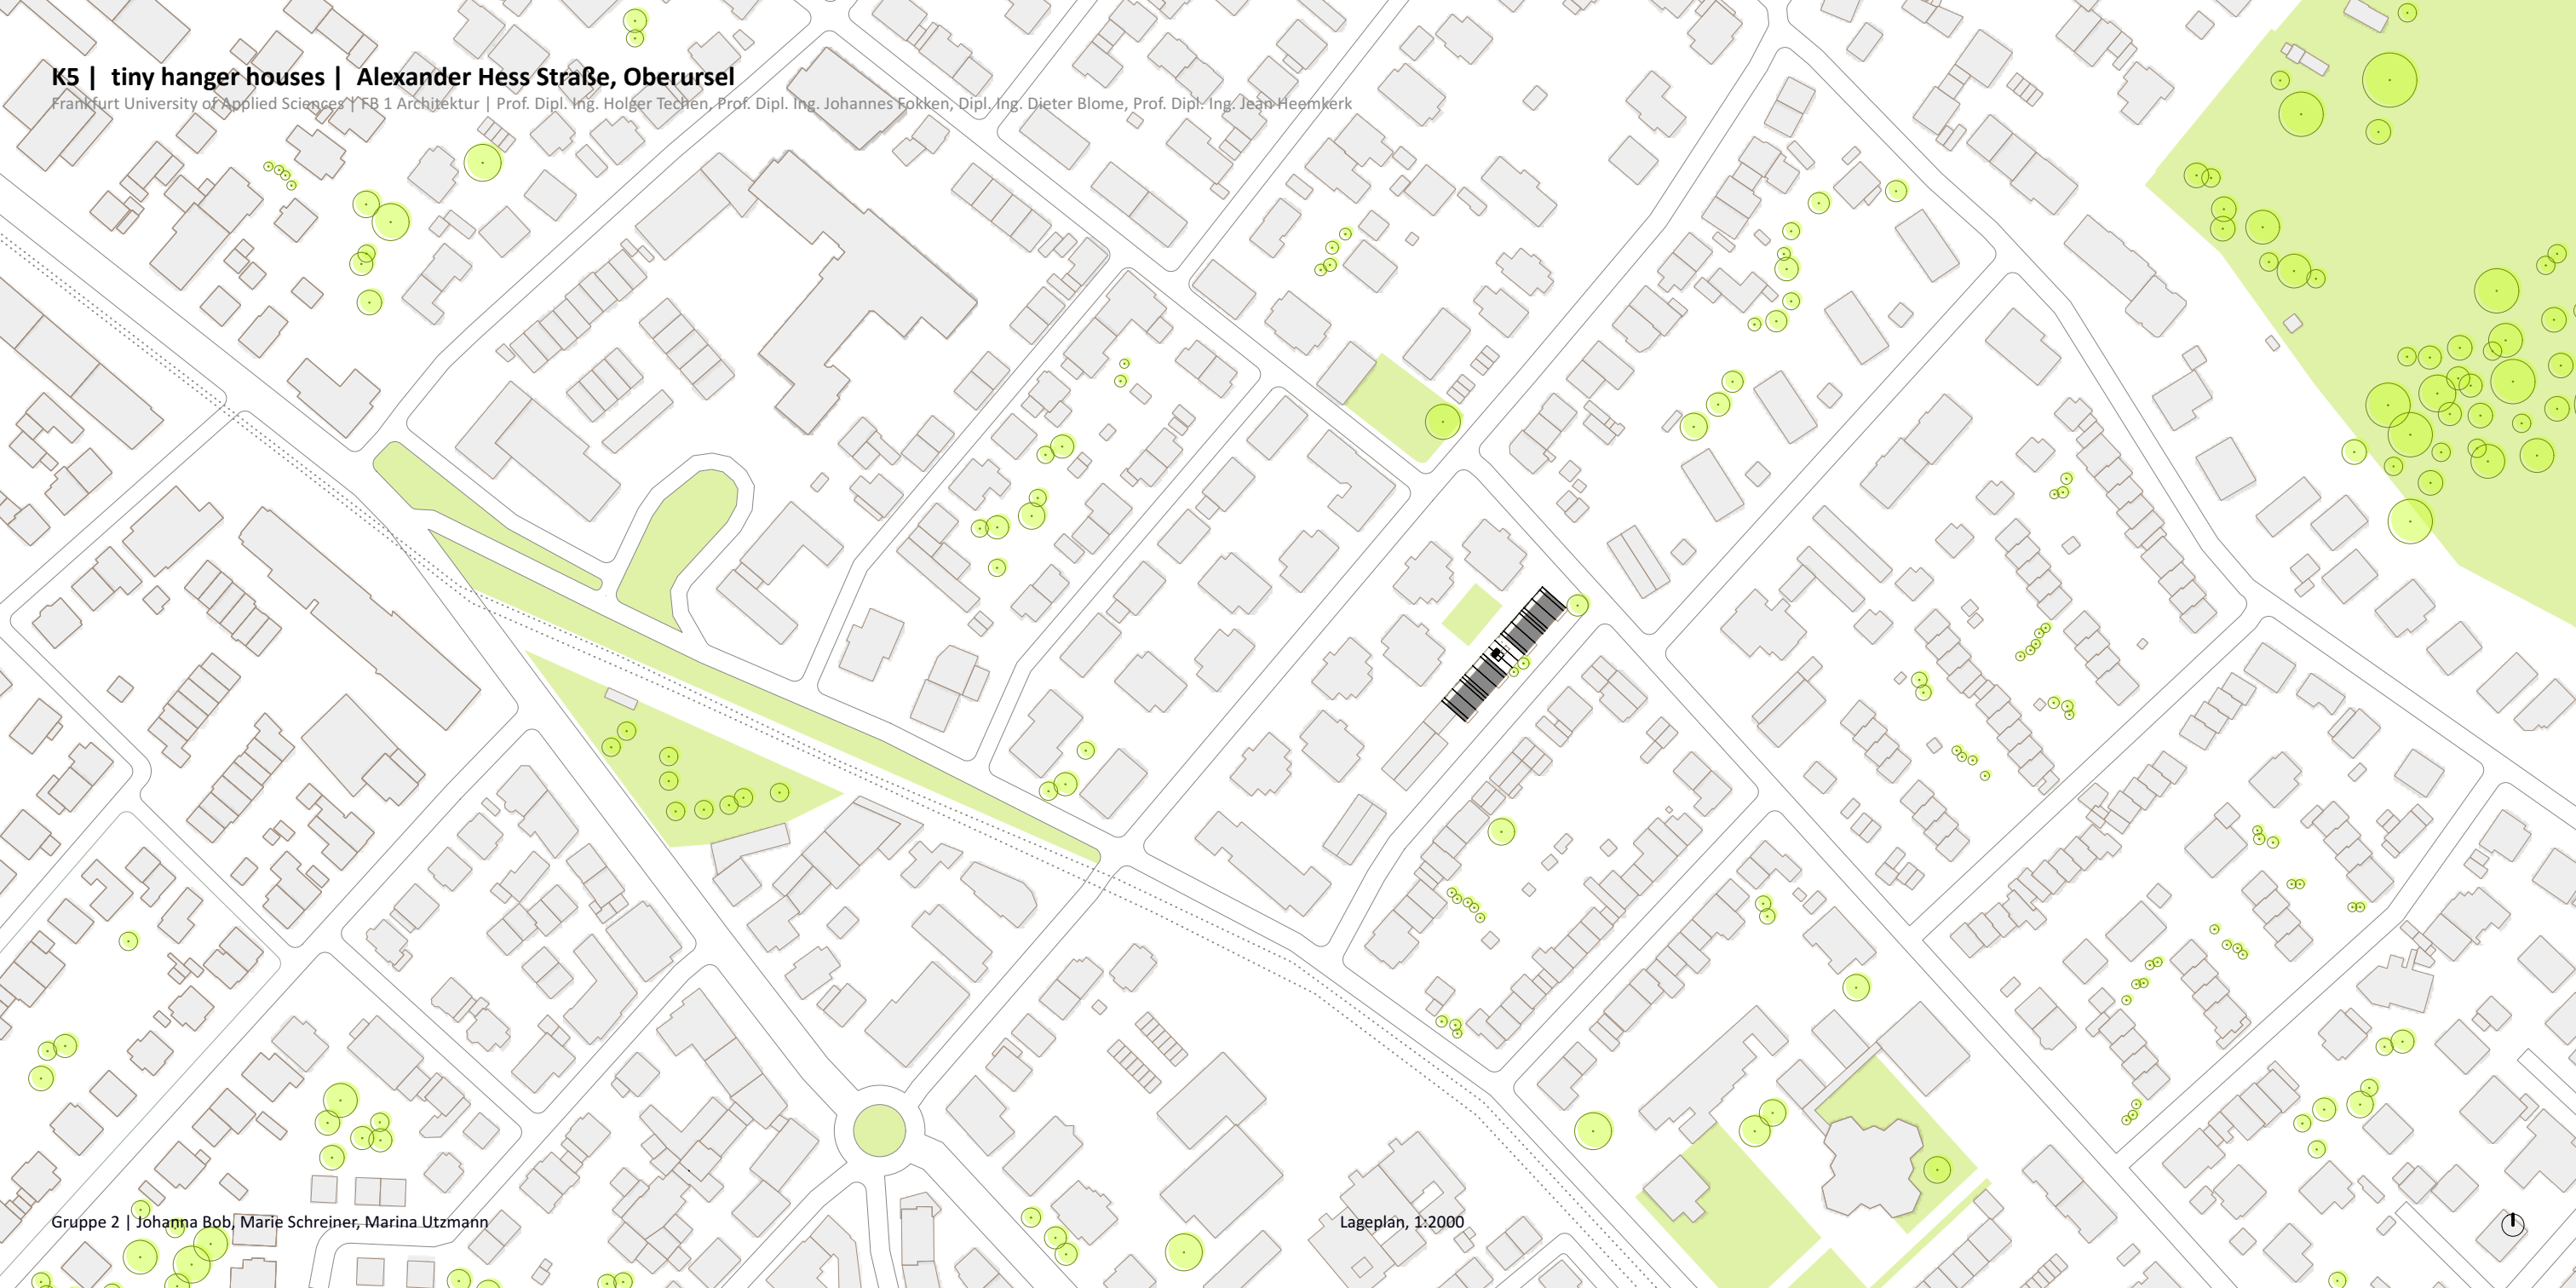 K5 | tiny hanger houses | Alexander Hess Straße, Oberursel
Frankfurt University of Applied Sciences | FB 1 Architektur | Prof. Dipl. Ing. Holger Techen, Prof. Dipl. Ing. Johannes Fokken, Dipl. Ing. Dieter Blome, Prof. Dipl. Ing. Jean Heemkerk
Gruppe 2 | Johanna Bob, Marie Schreiner, Marina Utzmann
Lageplan, 1:2000